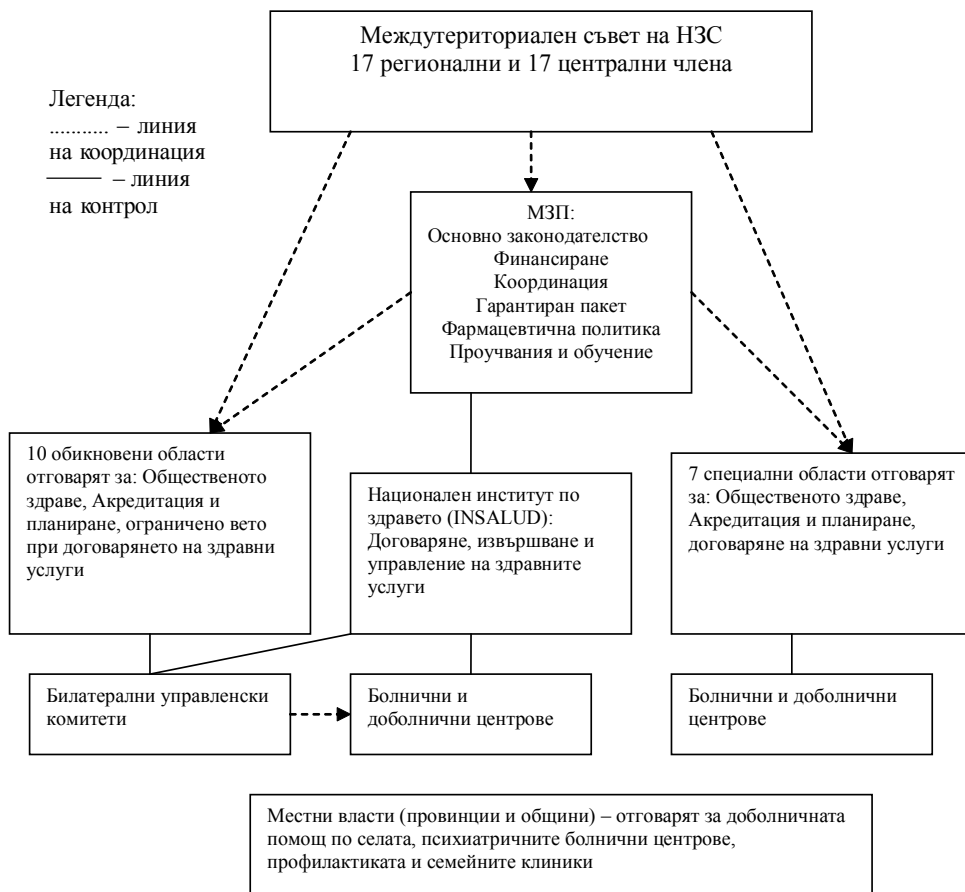 Междутериториален съвет на НЗС
17 регионални и 17 централни члена
Легенда:
........... – линия
на координация
——— – линия
на контрол
МЗП:
Основно законодателство
Финансиране
Координация
Гарантиран пакет
Фармацевтична политика
Проучвания и обучение
10 обикновени области
отговарят за: Общественото
здраве, Акредитация и
планиране, ограничено вето
при договарянето на здравни
услуги
Национален институт по
здравето (INSALUD):
Договаряне, извършване и
управление на здравните
услуги
7 специални области отговарят
за: Общественото здраве,
Акредитация и планиране,
договаряне на здравни услуги
Билатерални управленски
комитети
Болнични и
доболнични центрове
Болнични и доболнични
центрове
Местни власти (провинции и общини) – отговарят за доболничната
помощ по селата, психиатричните болнични центрове,
профилактиката и семейните клиники